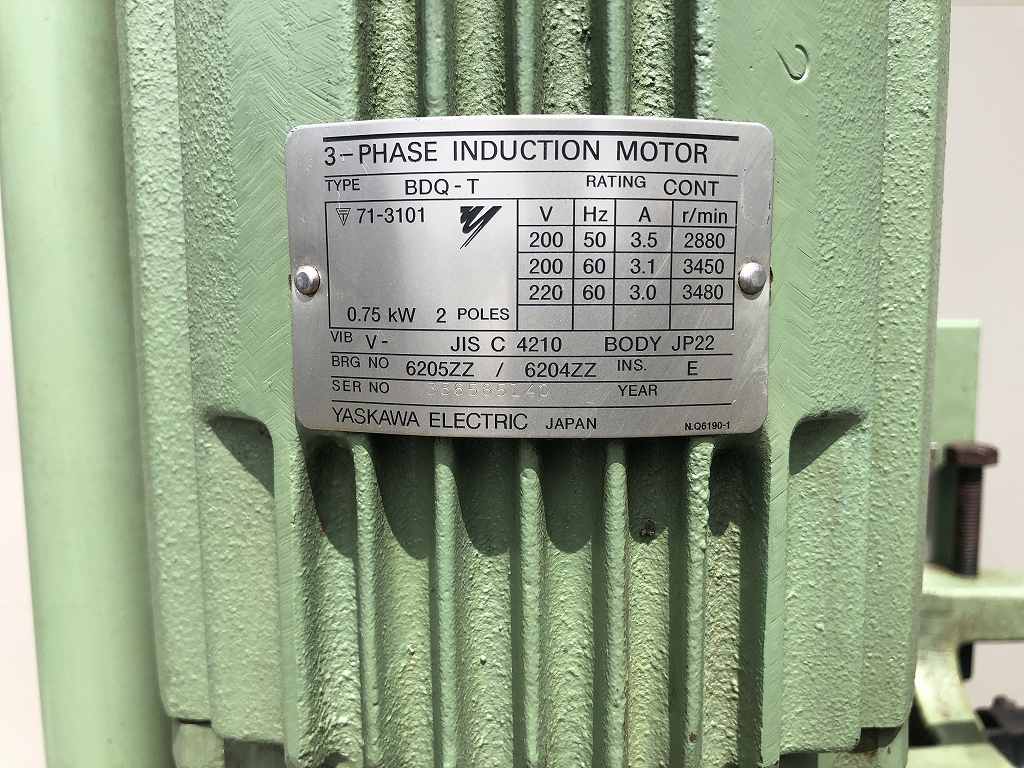 3-PHASE INDUCTION MOTOR
TYPE BDQ-T RATING CONT
71-3101
V Hz A r/min
200 50 3.5 2880
200 60 3.1 3450
220 60 3.0 3480
0.75 kW 2 POLES
VIB V- JIS C 4210 BODY JP22
BRG NO 6205ZZ / 6204ZZ INS. E
SER NO YEAR
YASKAWA ELECTRIC JAPAN N.Q6190-1